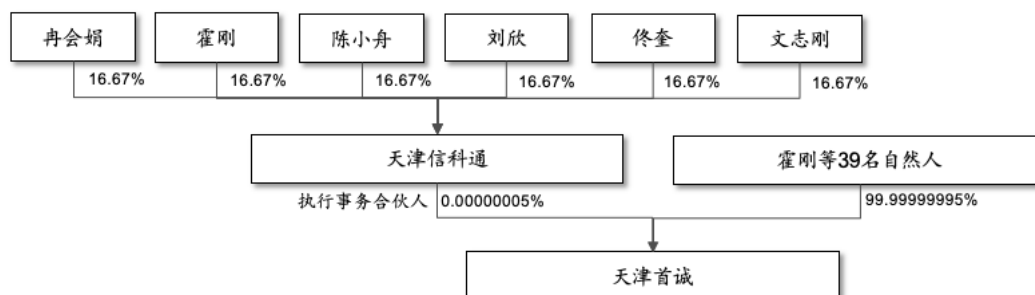 冉会娟
霍刚
陈小舟
刘欣
佟奎
文志刚
16.67%
16.67%
16.67%
16.67%
16.67%
16.67%
天津信科通
霍刚等39名自然人
执行事务合伙人
0.00000005%
99.99999995%
天津首诚